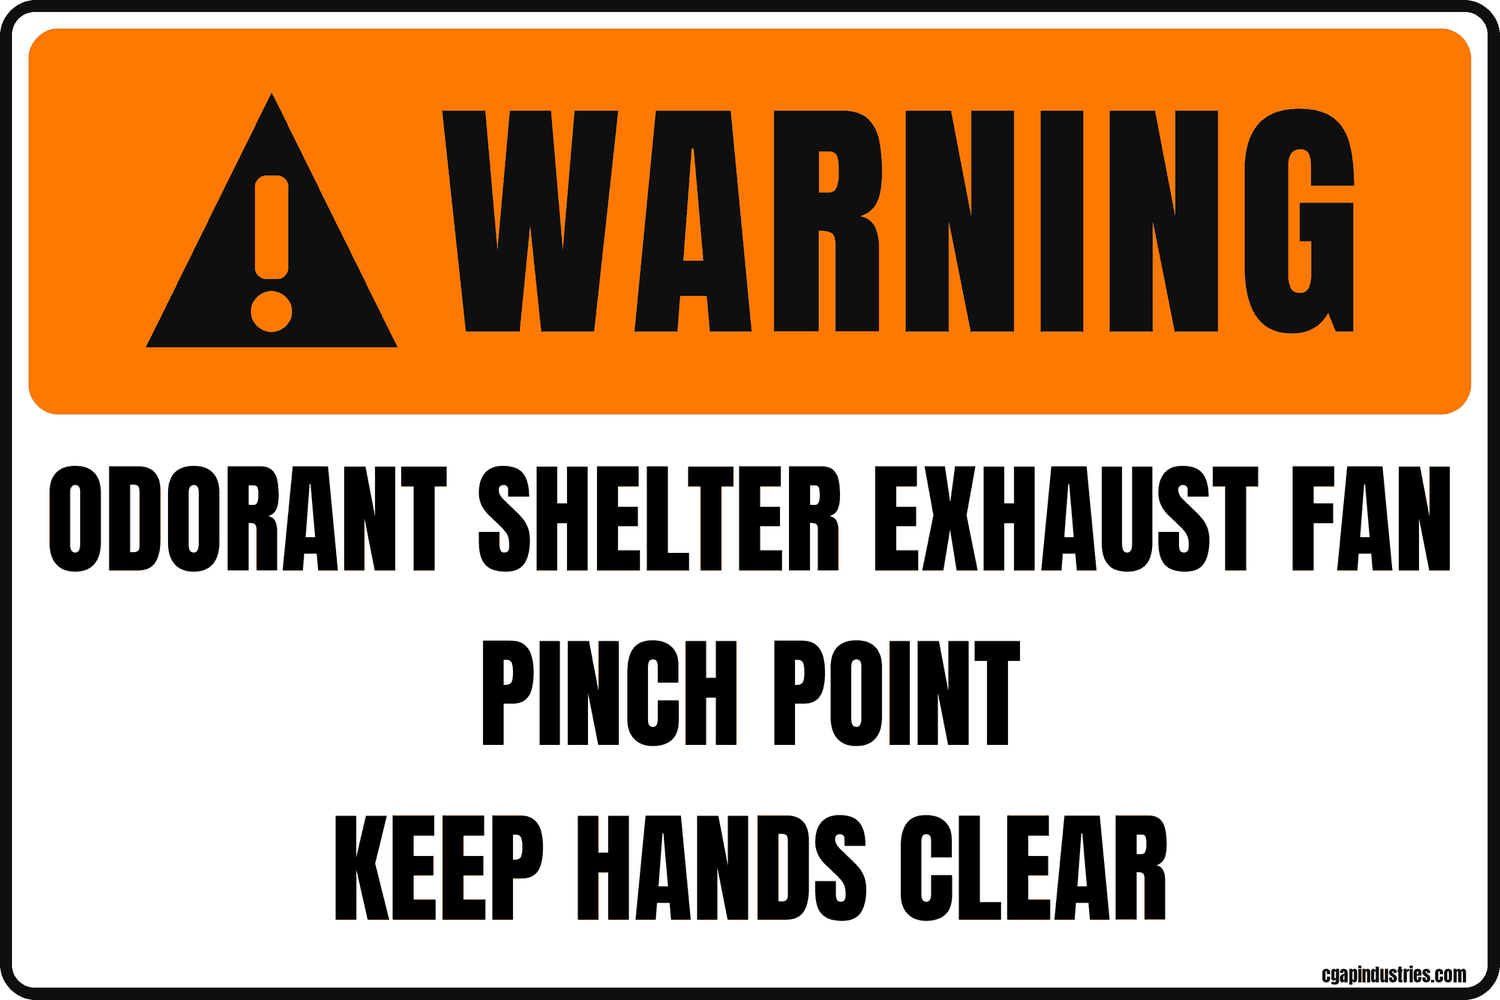 WARNING
ODORANT SHELTER EXHAUST FAN
PINCH POINT
KEEP HANDS CLEAR
cgapindustries.com